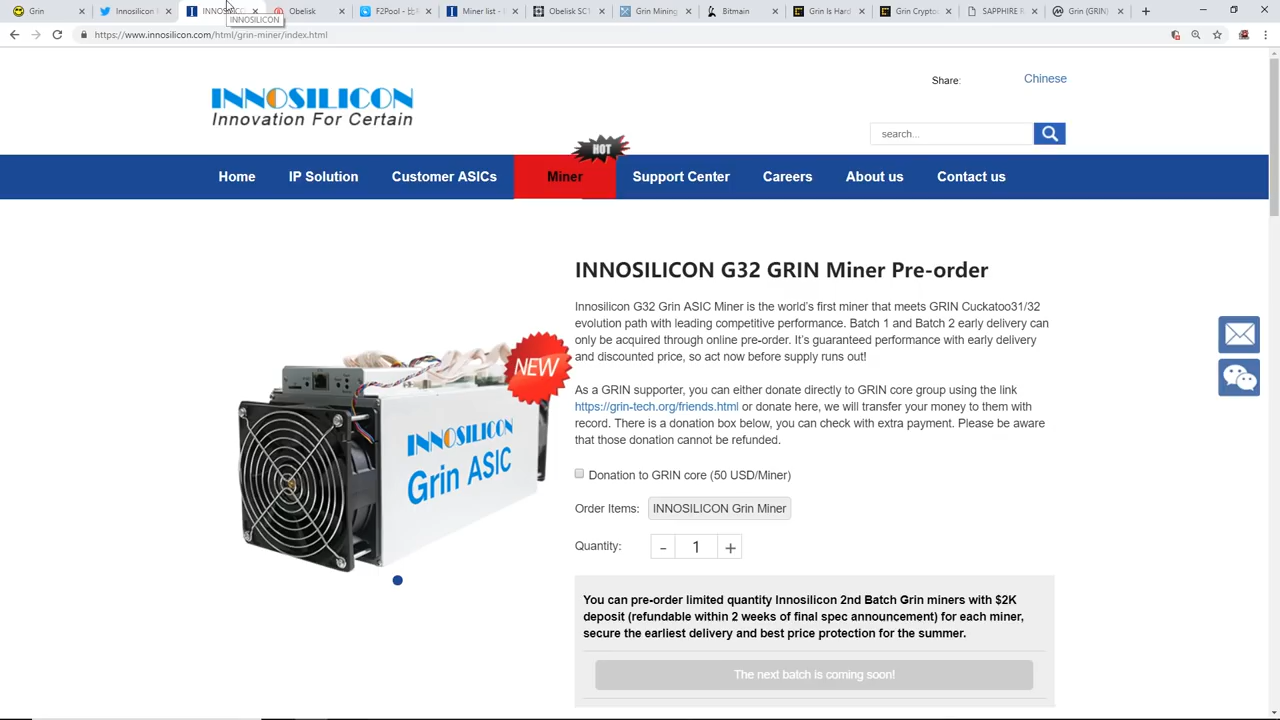 Grin
Innosilicon (
INNOSILICON
Obelisk
F2Pool - 比
Miner list -
Obelisk SC1
Grin Mining
Bitmain
Grin Is Hard
Grin Crypto
SAPPHIRE R
Grin (GRIN)
INNOSILICON
https://www.innosilicon.com/html/grin-miner/index.html
INNOSILICON
Innovation For Certain
Share:
Chinese
search...
HOT
Home
IP Solution
Customer ASICs
Miner
Support Center
Careers
About us
Contact us
INNOSILICON G32 GRIN Miner Pre-order
Innosilicon G32 Grin ASIC Miner is the world's first miner that meets GRIN Cuckatoo31/32
evolution path with leading competitive performance. Batch 1 and Batch 2 early delivery can
only be acquired through online pre-order. It's guaranteed performance with early delivery
and discounted price, so act now before supply runs out!
NEW
INNOSILICON
Grin ASIC
As a GRIN supporter, you can either donate directly to GRIN core group using the link
https://grin-tech.org/friends.html or donate here, we will transfer your money to them with
record. There is a donation box below, you can check with extra payment. Please be aware
that those donation cannot be refunded.
Donation to GRIN core (50 USD/Miner)
Order Items: INNOSILICON Grin Miner
Quantity: - 1 +
You can pre-order limited quantity Innosilicon 2nd Batch Grin miners with $2K
deposit (refundable within 2 weeks of final spec announcement) for each miner,
secure the earliest delivery and best price protection for the summer.
The next batch is coming soon!